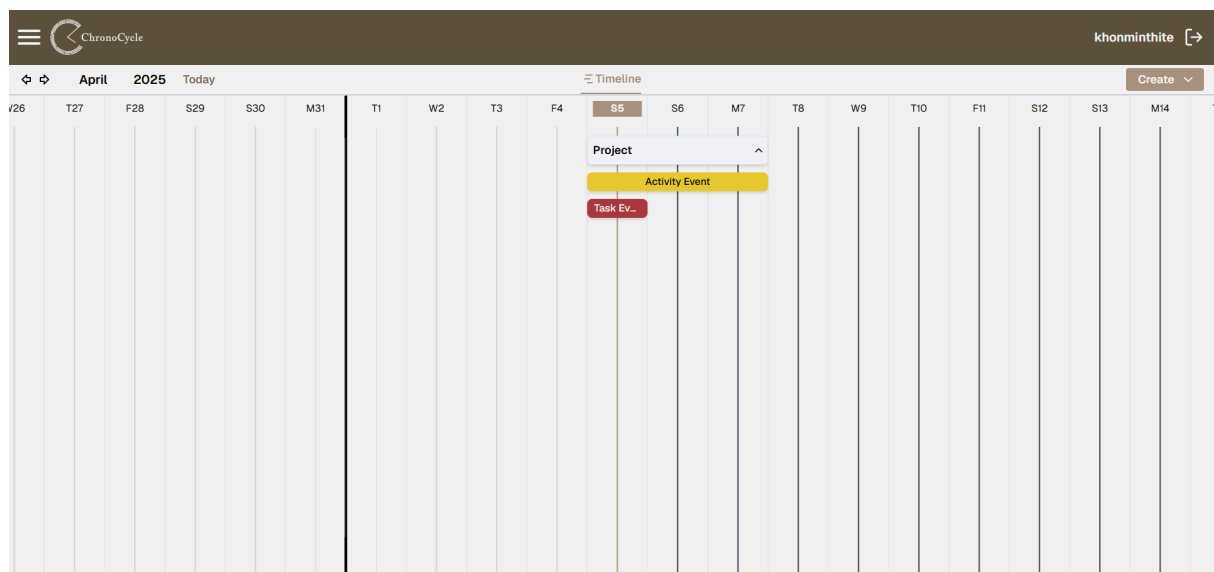 ChronoCycle
khonminthite
April 2025 Today
Timeline
Create
T27 F28 S29 S30 M31 T1 W2 T3 F4 S5 S6 M7 T8 W9 T10 F11 S12 S13 M14
Project
Activity Event
Task Ev...